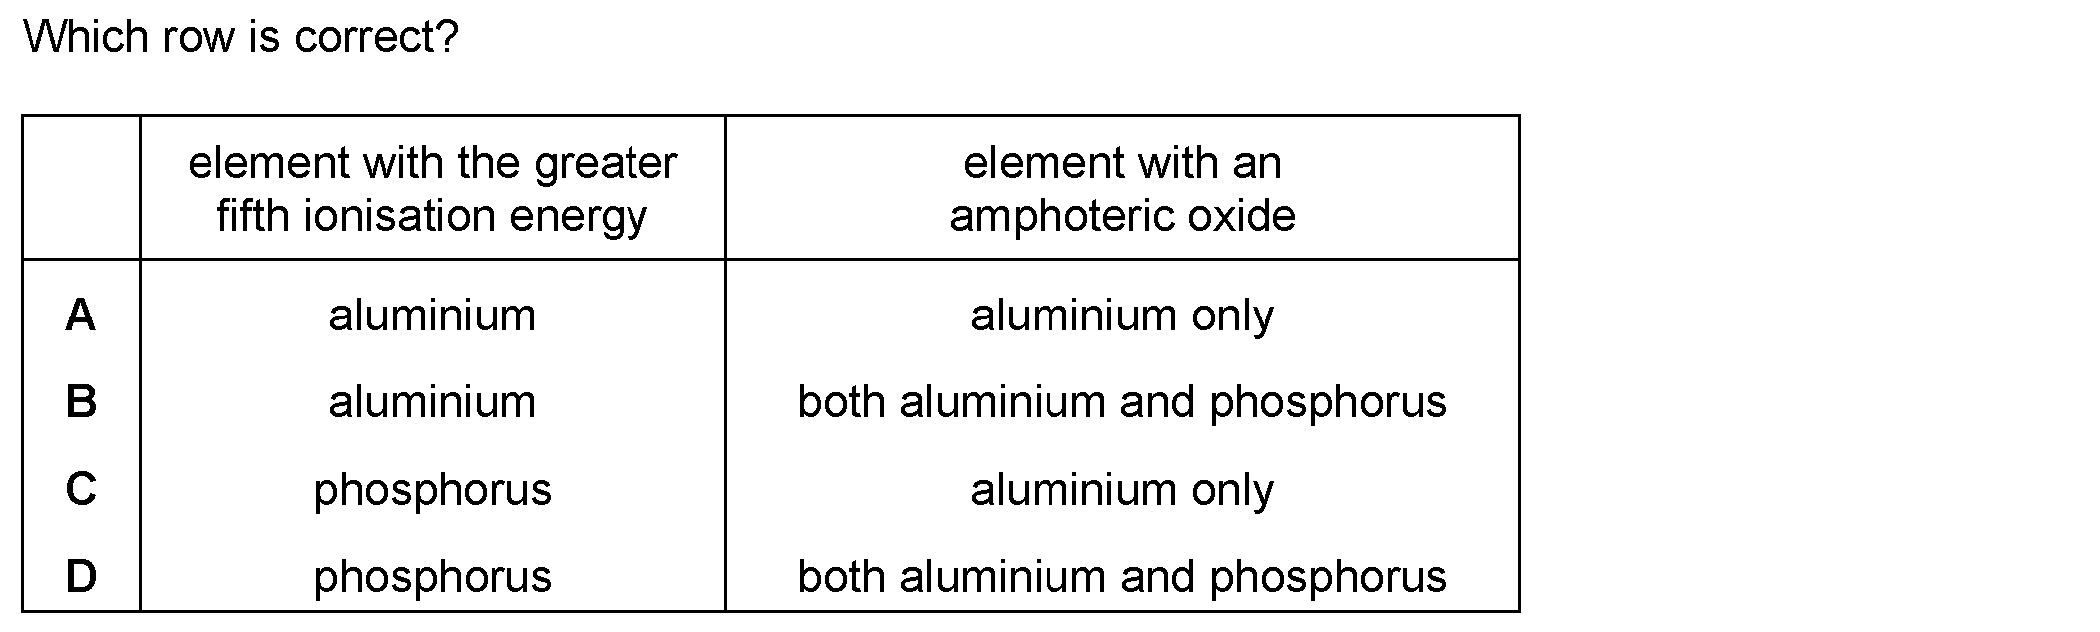 Which row is correct?
element with the greater
fifth ionisation energy
element with an
amphoteric oxide
A aluminium aluminium only
B aluminium both aluminium and phosphorus
C phosphorus aluminium only
D phosphorus both aluminium and phosphorus